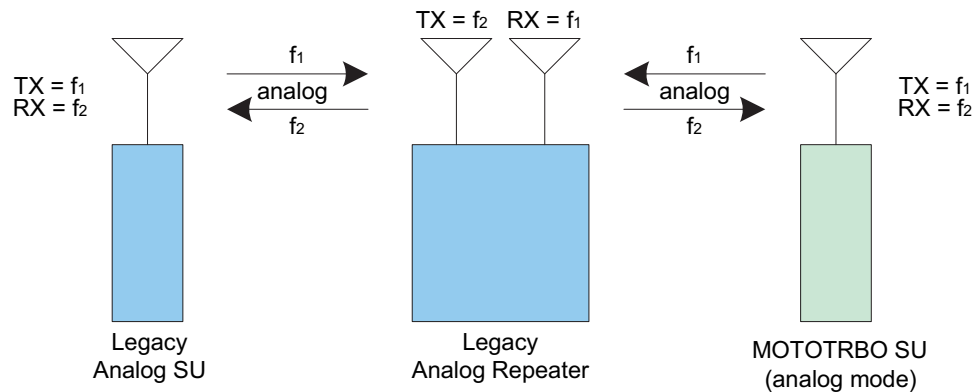 TX = f₂ RX = f₁
TX = f₁
RX = f₂
f₁
analog
f₂
f₁
analog
f₂
TX = f₁
RX = f₂
Legacy
Analog SU
Legacy
Analog Repeater
MOTOTRBO SU
(analog mode)